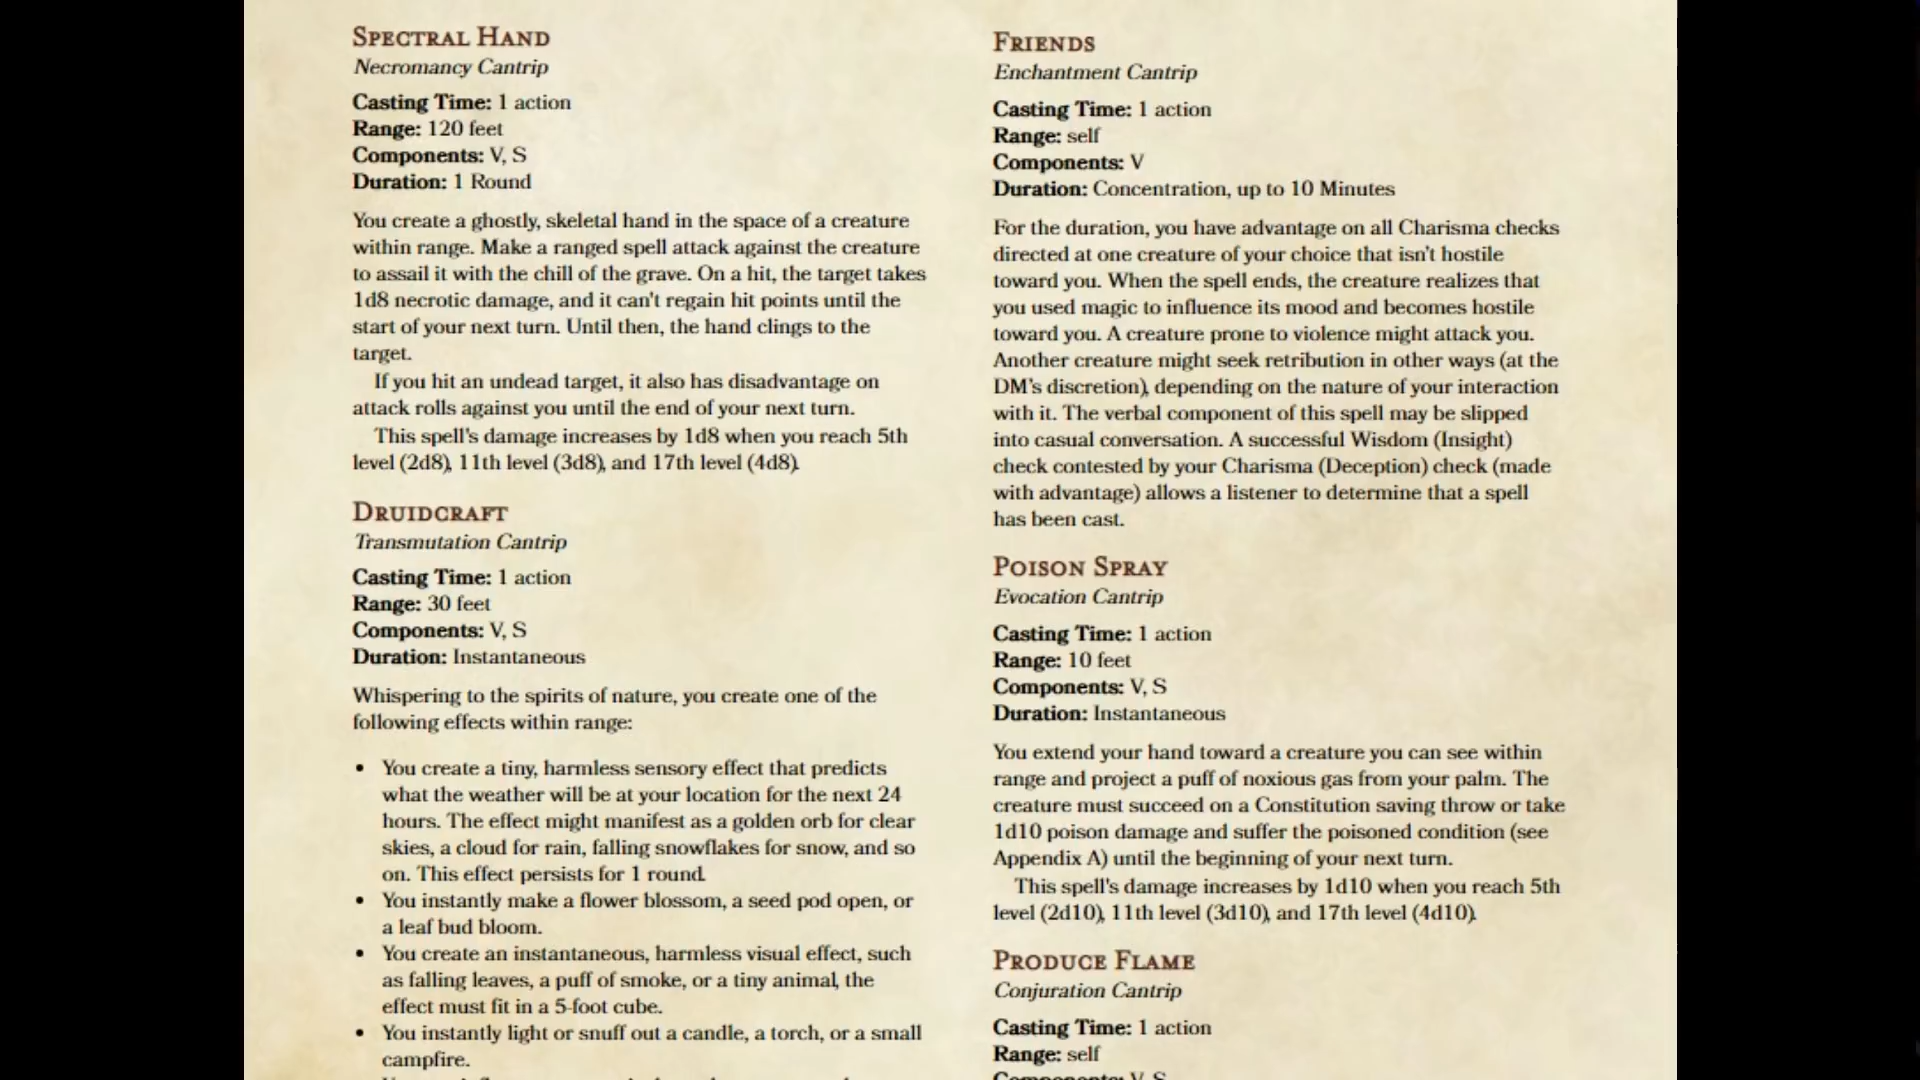 SPECTRAL HAND
Necromancy Cantrip
Casting Time: 1 action
Range: 120 feet
Components: V, S
Duration: 1 Round
You create a ghostly, skeletal hand in the space of a creature
within range. Make a ranged spell attack against the creature
to assail it with the chill of the grave. On a hit, the target takes
1d8 necrotic damage, and it can't regain hit points until the
start of your next turn. Until then, the hand clings to the
target.
If you hit an undead target, it also has disadvantage on
attack rolls against you until the end of your next turn.
This spell's damage increases by 1d8 when you reach 5th
level (2d8), 11th level (3d8), and 17th level (4d8).
DRUIDCRAFT
Transmutation Cantrip
Casting Time: 1 action
Range: 30 feet
Components: V, S
Duration: Instantaneous
Whispering to the spirits of nature, you create one of the
following effects within range:
• You create a tiny, harmless sensory effect that predicts
what the weather will be at your location for the next 24
hours. The effect might manifest as a golden orb for clear
skies, a cloud for rain, falling snowflakes for snow, and so
on. This effect persists for 1 round.
• You instantly make a flower blossom, a seed pod open, or
a leaf bud bloom.
• You create an instantaneous, harmless visual effect, such
as falling leaves, a puff of smoke, or a tiny animal, the
effect must fit in a 5-foot cube.
• You instantly light or snuff out a candle, a torch, or a small
campfire.
FRIENDS
Enchantment Cantrip
Casting Time: 1 action
Range: self
Components: V
Duration: Concentration, up to 10 Minutes
For the duration, you have advantage on all Charisma checks
directed at one creature of your choice that isn't hostile
toward you. When the spell ends, the creature realizes that
you used magic to influence its mood and becomes hostile
toward you. A creature prone to violence might attack you.
Another creature might seek retribution in other ways (at the
DM's discretion), depending on the nature of your interaction
with it. The verbal component of this spell may be slipped
into casual conversation. A successful Wisdom (Insight)
check contested by your Charisma (Deception) check (made
with advantage) allows a listener to determine that a spell
has been cast.
POISON SPRAY
Evocation Cantrip
Casting Time: 1 action
Range: 10 feet
Components: V, S
Duration: Instantaneous
You extend your hand toward a creature you can see within
range and project a puff of noxious gas from your palm. The
creature must succeed on a Constitution saving throw or take
1d10 poison damage and suffer the poisoned condition (see
Appendix A) until the beginning of your next turn.
This spell's damage increases by 1d10 when you reach 5th
level (2d10), 11th level (3d10), and 17th level (4d10).
PRODUCE FLAME
Conjuration Cantrip
Casting Time: 1 action
Range: self
Components: V, S